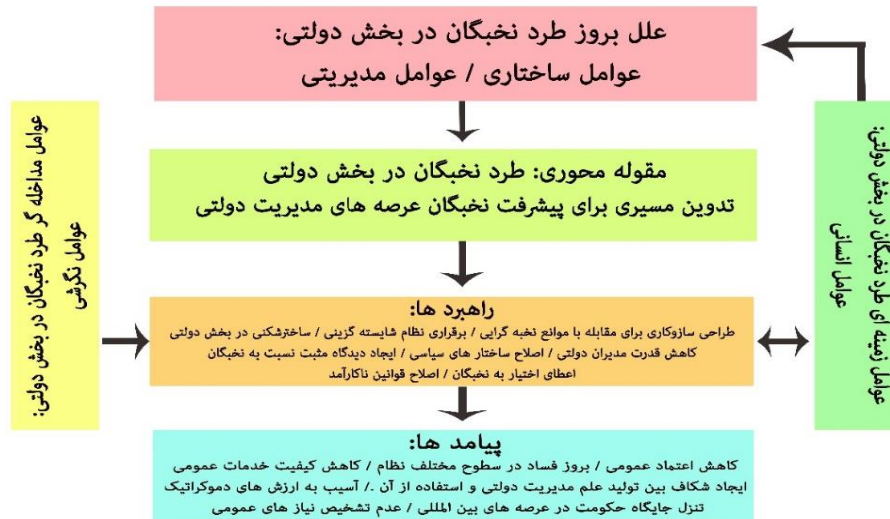 علل بروز طرد نخبگان در بخش دولتی:
عوامل ساختاری / عوامل مدیریتی
مقوله محوری: طرد نخبگان در بخش دولتی
تدوین مسیری برای پیشرفت نخبگان عرصه های مدیریت دولتی
عوامل زمینه ای طرد نخبگان در بخش دولتی:
عوامل انسانی
عوامل مداخله گر طرد نخبگان در بخش دولتی:
عوامل نگرشی
راهبرد ها:
طراحی سازوکاری برای مقابله با موانع نخبه گرایی / برقراری نظام شایسته گزینی / ساختارشکنی در بخش دولتی
کاهش قدرت مدیران دولتی / اصلاح ساختار های سیاسی / ایجاد دیدگاه مثبت نسبت به نخبگان
اعطای اختیار به نخبگان / اصلاح قوانین ناکارآمد
پیامد ها:
کاهش اعتماد عمومی / بروز فساد در سطوح مختلف نظام / کاهش کیفیت خدمات عمومی
ایجاد شکاف بین تولید علم مدیریت دولتی و استفاده از آن ./ آسیب به ارزش های دموکراتیک
تنزل جایگاه حکومت در عرصه های بین المللی / عدم تشخیص نیاز های عمومی